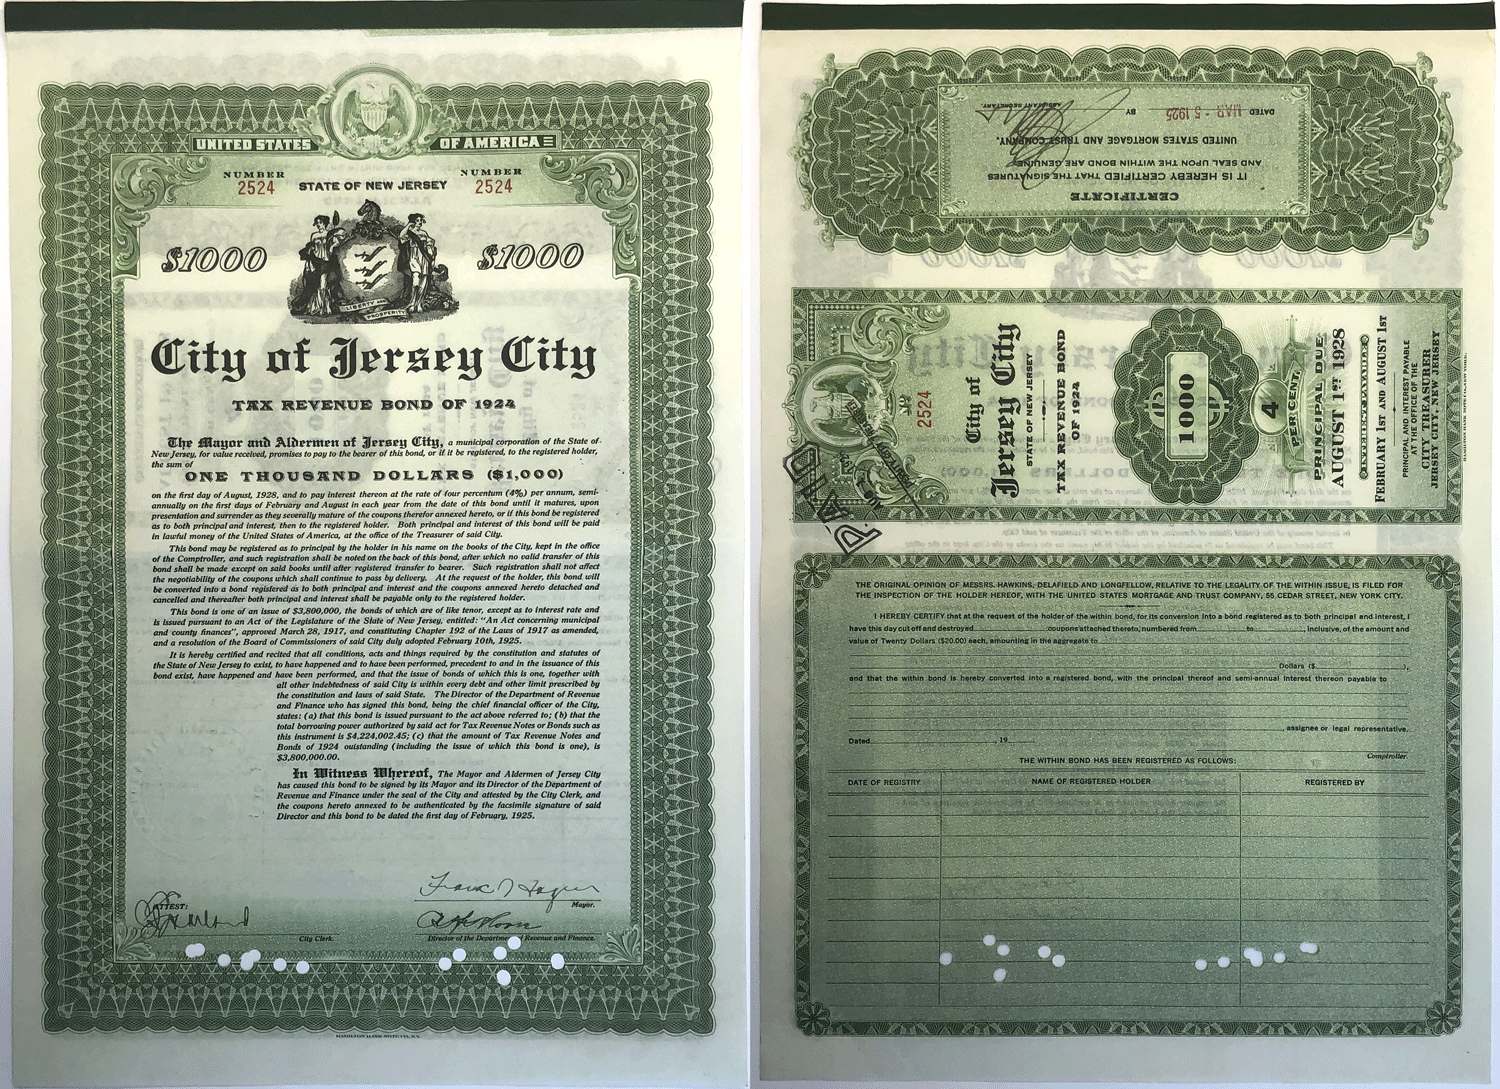 UNITED STATES OF AMERICA
NUMBER
2524
STATE OF NEW JERSEY
NUMBER
2524
$1000
$1000
LIBERTY AND
PROSPERITY
City of Jersey City
TAX REVENUE BOND OF 1924
The Mayor and Aldermen of Jersey City, a municipal corporation of the State of
New Jersey, for value received, promises to pay to the bearer of this bond, or if it be registered, to the registered holder,
the sum of
ONE THOUSAND DOLLARS ($1,000)
on the first day of August, 1928, and to pay interest thereon at the rate of four percentum (4%) per annum, semi-
annually on the first days of February and August in each year from the date of this bond until it matures, upon
presentation and surrender as they severally mature of the coupons therefor annexed hereto, or if this bond be registered
as to both principal and interest, then to the registered holder. Both principal and interest of this bond will be paid
in lawful money of the United States of America, at the office of the Treasurer of said City.
This bond may be registered as to principal by the holder in his name on the books of the City, kept in the office
of the Comptroller, and such registration shall be noted on the back of this bond, after which no valid transfer of this
bond shall be made except on said books until after registered transfer to bearer. Such registration shall not affect
the negotiability of the coupons which shall continue to pass by delivery. At the request of the holder, this bond will
be converted into a bond registered as to both principal and interest and the coupons annexed hereto detached and
cancelled and thereafter both principal and interest shall be payable only to the registered holder.
This bond is one of an issue of $3,800,000, the bonds of which are of like tenor, except as to interest rate and
is issued pursuant to an Act of the Legislature of the State of New Jersey, entitled: "An Act concerning municipal
and county finances", approved March 28, 1917, and constituting Chapter 192 of the Laws of 1917 as amended,
and a resolution of the Board of Commissioners of said City duly adopted February 10th, 1925.
It is hereby certified and recited that all conditions, acts and things required by the constitution and statutes of
the State of New Jersey to exist, to have happened and to have been performed, precedent to and in the issuance of this
bond exist, have happened and have been performed, and that the issue of bonds of which this is one, together with
all other indebtedness of said City is within every debt and other limit prescribed by
the constitution and laws of said State. The Director of the Department of Revenue
and Finance who has signed this bond, being the chief financial officer of the City,
states: (a) that this bond is issued pursuant to the act above referred to; (b) that the
total borrowing power authorized by said act for Tax Revenue Notes or Bonds such as
this instrument is $4,224,002.45; (c) that the amount of Tax Revenue Notes and
Bonds of 1924 outstanding (including the issue of which this bond is one), is
$3,800,000.00.
In Witness Whereof, The Mayor and Aldermen of Jersey City
has caused this bond to be signed by its Mayor and its Director of the Department of
Revenue and Finance under the seal of the City and attested by the City Clerk, and
the coupons hereto annexed to be authenticated by the facsimile signature of said
Director and this bond to be dated the first day of February, 1925.
Mayor.
ATTEST:
City Clerk.
Director of the Department of Revenue and Finance.
HAMILTON BANK NOTE CO., N.Y.
CERTIFICATE
IT IS HEREBY CERTIFIED THAT THE SIGNATURES
AND SEAL UPON THE WITHIN BOND ARE GENUINE
UNITED STATES MORTGAGE AND TRUST COMPANY.
DATED MAR - 5 1925 BY
ASSISTANT SECRETARY.
No 2524
City of
Jersey City
STATE OF NEW JERSEY
TAX REVENUE BOND
OF 1924
1000
4
PER CENT.
PRINCIPAL DUE
AUGUST 1ST 1928
INTEREST PAYABLE
FEBRUARY 1ST AND AUGUST 1ST
PRINCIPAL AND INTEREST PAYABLE
AT THE OFFICE OF THE
CITY TREASURER
JERSEY CITY, NEW JERSEY
PAID
THE ORIGINAL OPINION OF MESSRS. HAWKINS, DELAFIELD AND LONGFELLOW, RELATIVE TO THE LEGALITY OF THE WITHIN ISSUE, IS FILED FOR
THE INSPECTION OF THE HOLDER HEREOF, WITH THE UNITED STATES MORTGAGE AND TRUST COMPANY, 55 CEDAR STREET, NEW YORK CITY.
I HEREBY CERTIFY that at the request of the holder of the within bond, for its conversion into a bond registered as to both principal and interest, I
have this day cut off and destroyed coupons attached thereto, numbered from to , inclusive, of the amount and
value of Twenty Dollars ($20.00) each, amounting in the aggregate to
Dollars ($ ),
and that the within bond is hereby converted into a registered bond, with the principal thereof and semi-annual interest thereon payable to
, assignee or legal representative.
Dated , 19
Comptroller.
THE WITHIN BOND HAS BEEN REGISTERED AS FOLLOWS:
DATE OF REGISTRY NAME OF REGISTERED HOLDER REGISTERED BY